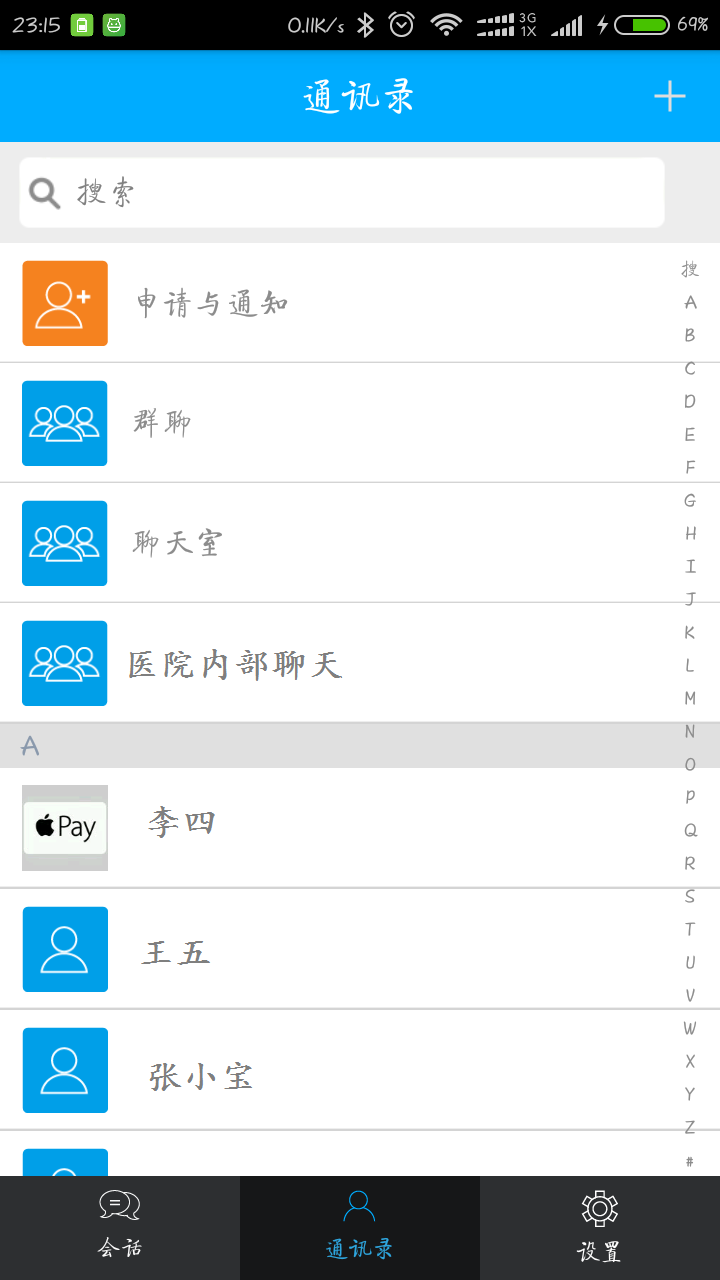 23:15 0.11K/s 3G 1X 69%
通讯录
搜索
申请与通知
群聊
聊天室
医院内部聊天
A
Pay 李四
王五
张小宝
搜
A
B
C
D
E
F
G
H
I
J
K
L
M
N
O
P
Q
R
S
T
U
V
W
X
Y
Z
#
会话 通讯录 设置